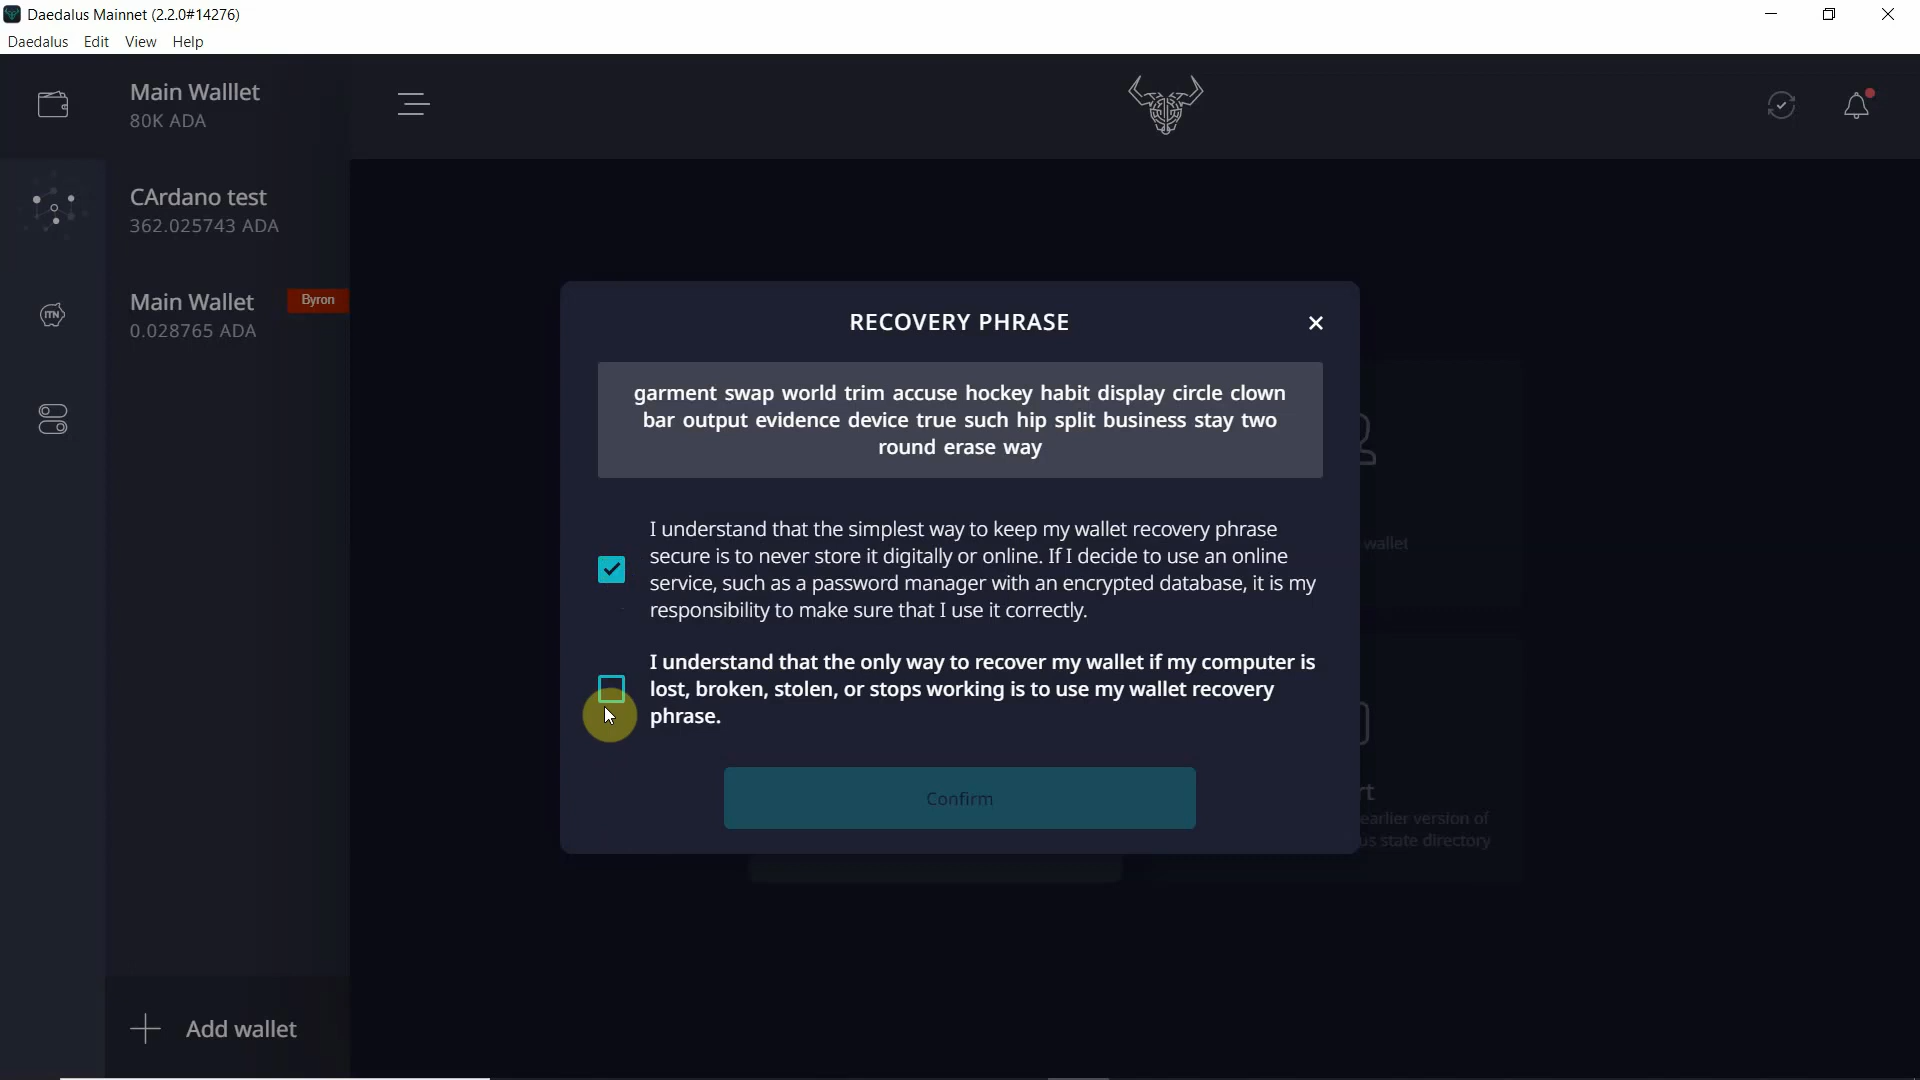 Daedalus Mainnet (2.2.0#14276)
Daedalus Edit View Help
Main Walllet
80K ADA
CArdano test
362.025743 ADA
Main Wallet Byron
0.028765 ADA
ITN
RECOVERY PHRASE
garment swap world trim accuse hockey habit display circle clown
bar output evidence device true such hip split business stay two
round erase way
I understand that the simplest way to keep my wallet recovery phrase
secure is to never store it digitally or online. If I decide to use an online
service, such as a password manager with an encrypted database, it is my
responsibility to make sure that I use it correctly.
I understand that the only way to recover my wallet if my computer is
lost, broken, stolen, or stops working is to use my wallet recovery
phrase.
Confirm
wallet
rt
earlier version of
us state directory
Add wallet